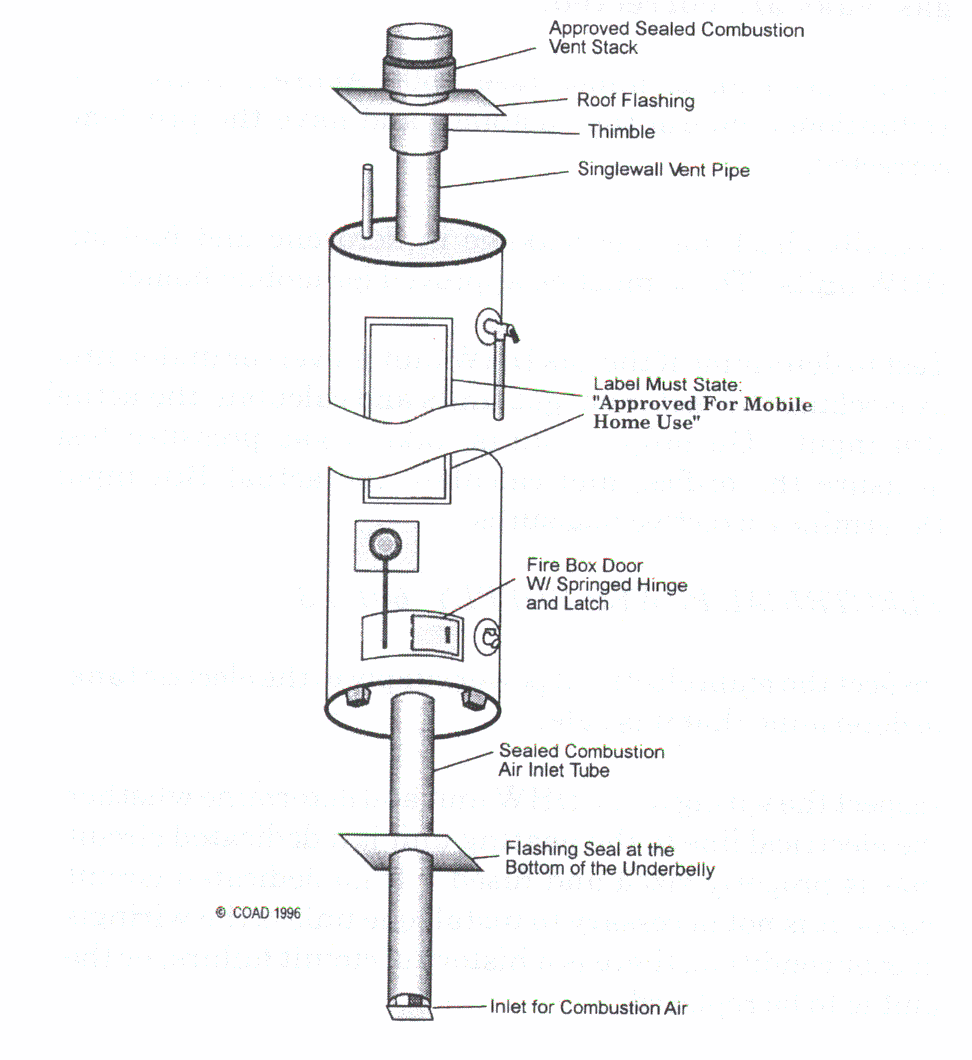 Approved Sealed Combustion
Vent Stack
Roof Flashing
Thimble
Singlewall Vent Pipe
Label Must State:
"Approved For Mobile
Home Use"
Fire Box Door
W/ Springed Hinge
and Latch
Sealed Combustion
Air Inlet Tube
Flashing Seal at the
Bottom of the Underbelly
© COAD 1996
Inlet for Combustion Air